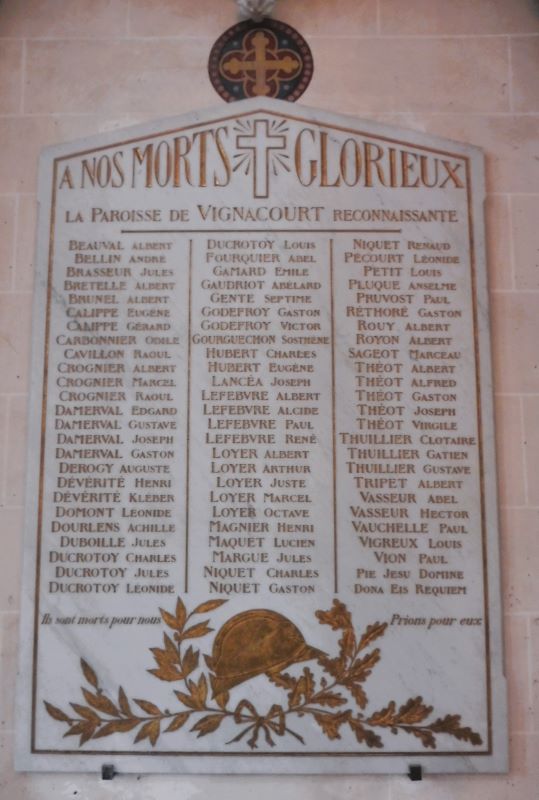 A NOS MORTS GLORIEUX
LA PAROISSE DE VIGNACOURT RECONNAISSANTE
BEAUVAL ALBERT
BELLIN ANDRÉ
BRASSEUR JULES
BRETELLE ALBERT
BRUNEL ALBERT
CALIPPE EUGÈNE
CALIPPE GÉRARD
CARBONNIER ODILE
CAVILLON RAOUL
CROGNIER ALBERT
CROGNIER MARCEL
CROGNIER RAOUL
DAMERVAL EDGARD
DAMERVAL GUSTAVE
DAMERVAL JOSEPH
DAMERVAL GASTON
DEROGY AUGUSTE
DÉVÉRITÉ HENRI
DÉVÉRITÉ KLÉBER
DOMONT LÉONIDE
DOURLENS ACHILLE
DUBOILLE JULES
DUCROTOY CHARLES
DUCROTOY JULES
DUCROTOY LÉONIDE
DUCROTOY LOUIS
FOURQUIER ABEL
GAMARD EMILE
GAUDRIOT ABÉLARD
GENTE SEPTIME
GODEFROY GASTON
GODEFROY VICTOR
GOURGUECHON SOSTHÈNE
HUBERT CHARLES
HUBERT EUGÈNE
LANCÉA JOSEPH
LEFEBVRE ALBERT
LEFEBVRE ALCIDE
LEFEBVRE PAUL
LEFEBVRE RENÉ
LOYER ALBERT
LOYER ARTHUR
LOYER JUSTE
LOYER MARCEL
LOYER OCTAVE
MAGNIER HENRI
MAQUET LUCIEN
MARGUE JULES
NIQUET CHARLES
NIQUET GASTON
NIQUET RENAUD
PÉCOURT LÉONIDE
PETIT LOUIS
PLUQUE ANSELME
PRUVOST PAUL
RÉTHORÉ GASTON
ROUY ALBERT
ROYON ALBERT
SAGEOT MARCEAU
THÉOT ALBERT
THÉOT ALFRED
THÉOT GASTON
THÉOT JOSEPH
THÉOT VIRGILE
THUILLIER CLOTAIRE
THUILLIER GATIEN
THUILLIER GUSTAVE
TRIPET ALBERT
VASSEUR ABEL
VASSEUR HECTOR
VAUCHELLE PAUL
VIGREUX LOUIS
VION PAUL
PIE JESU DOMINE
DONA EIS REQUIEM
Ils sont morts pour nous
Prions pour eux